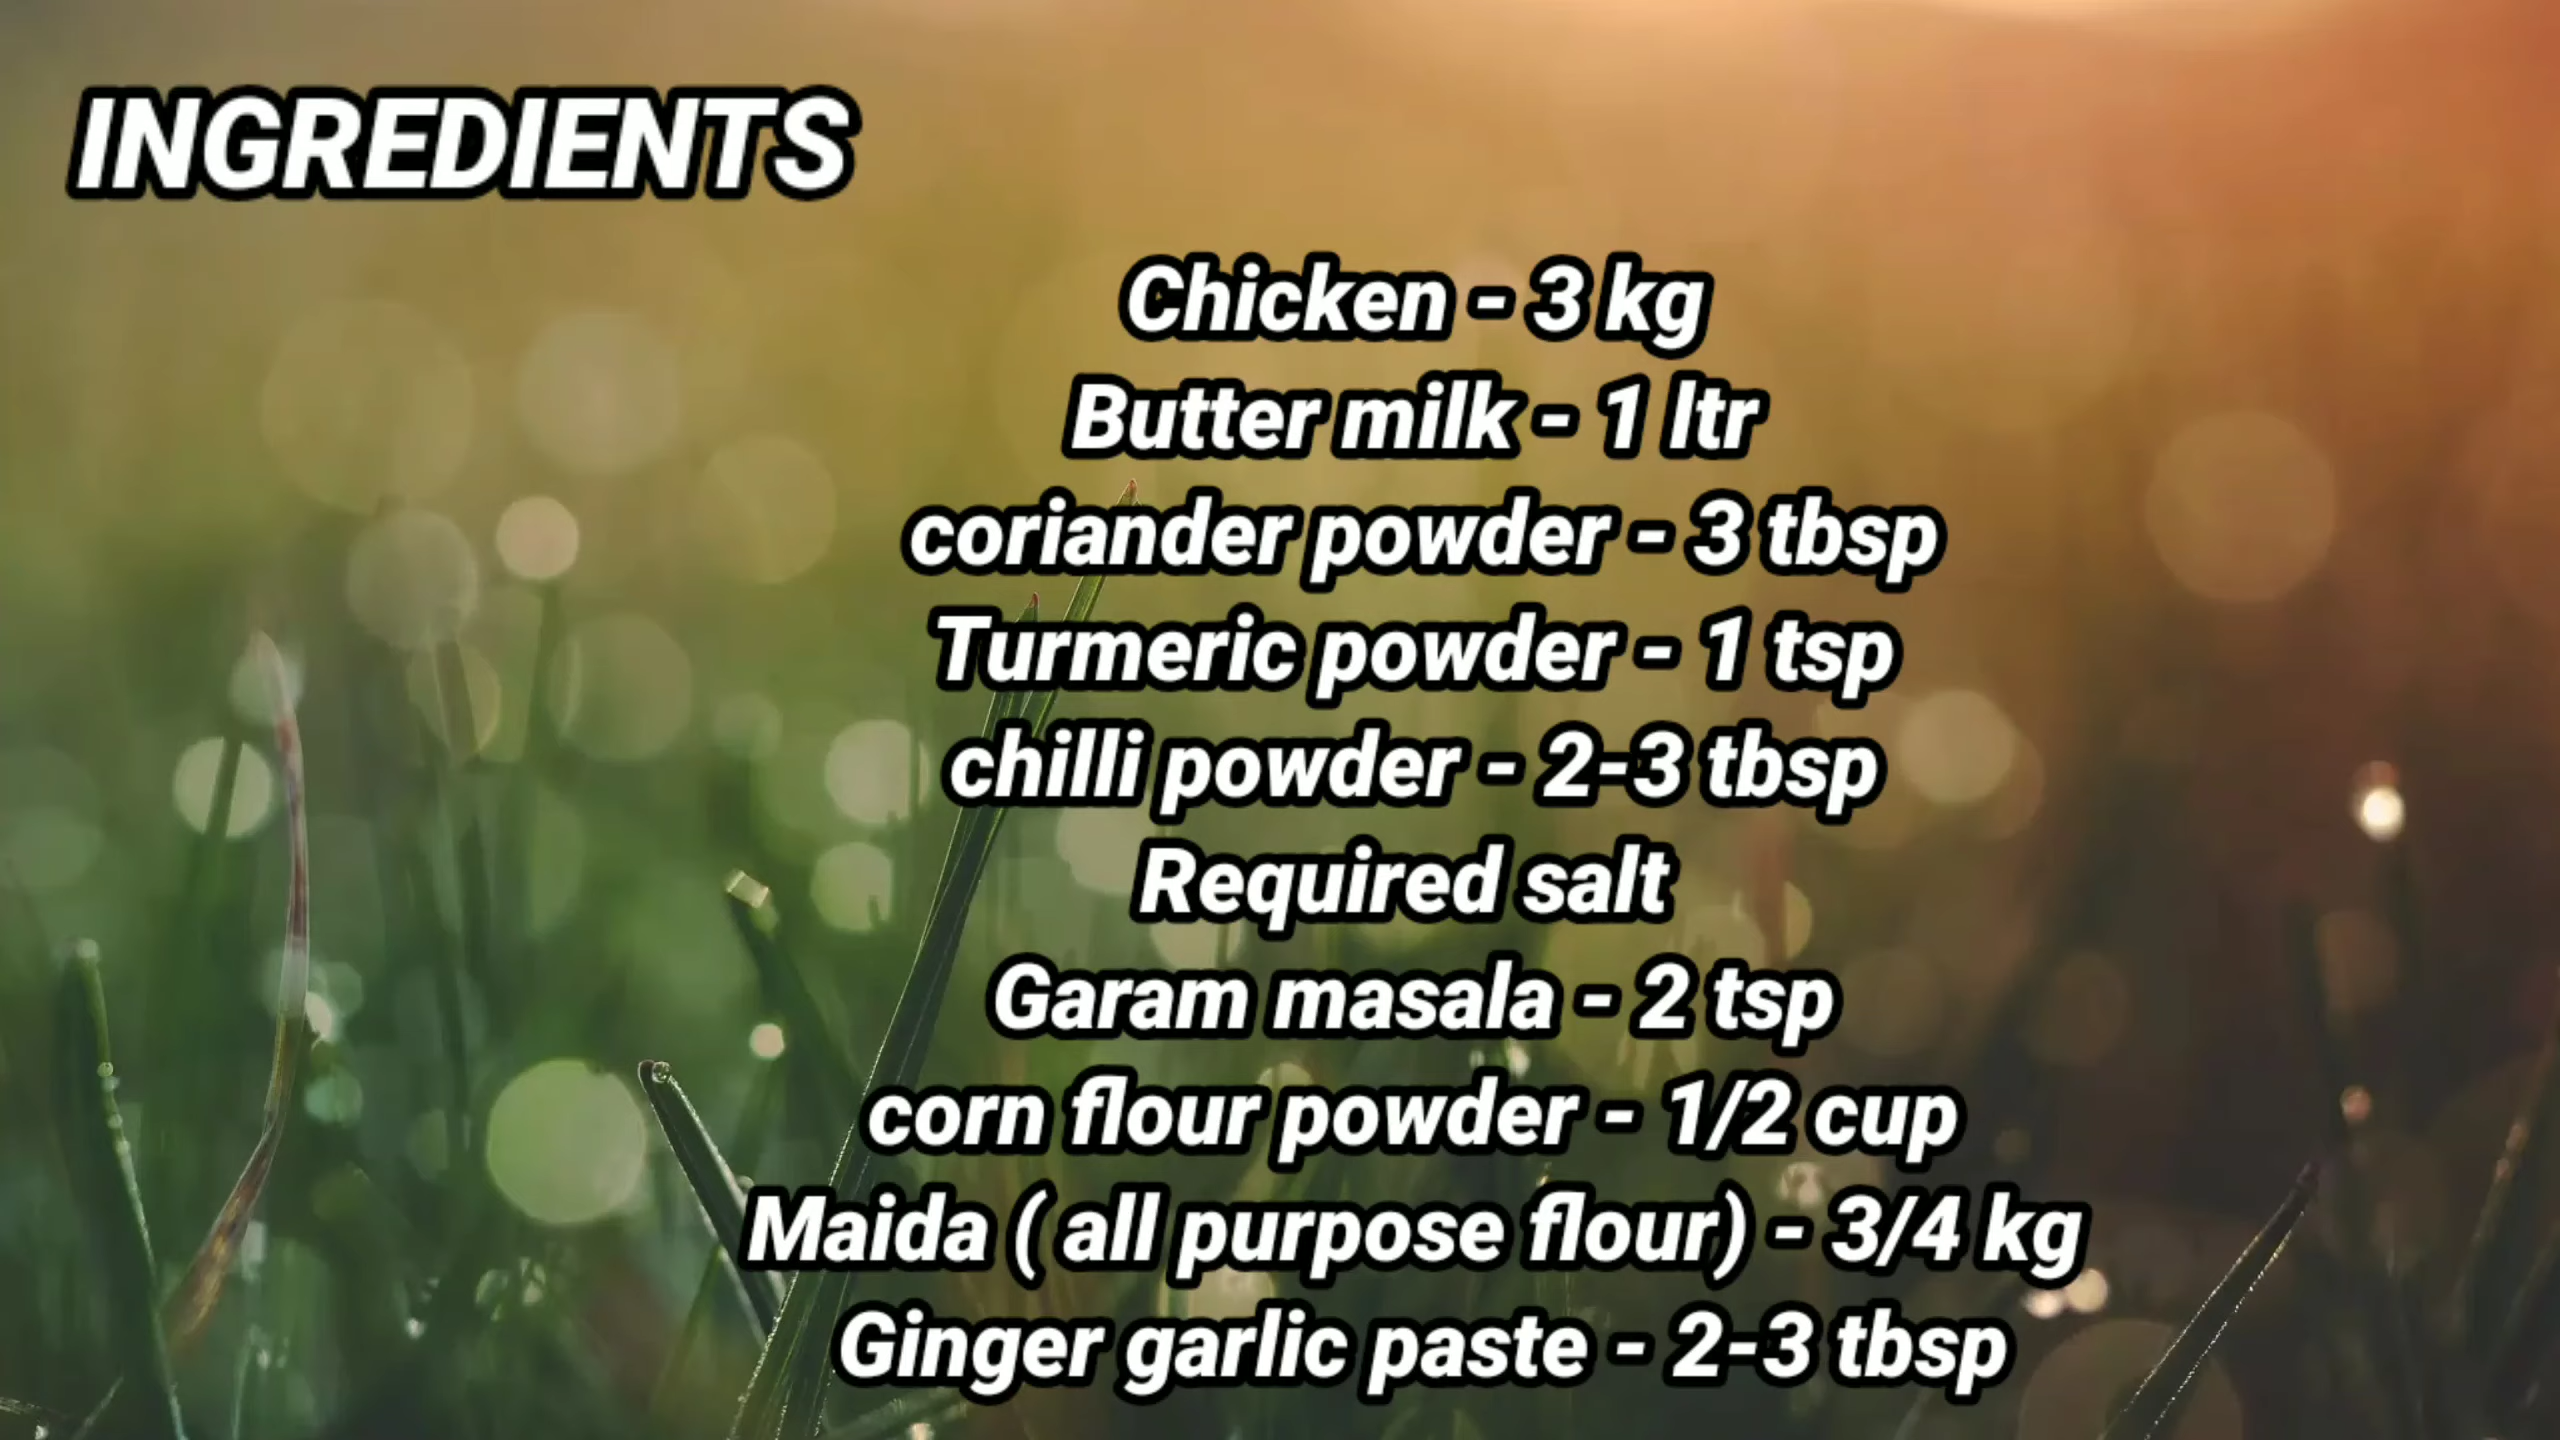 INGREDIENTS
Chicken - 3 kg
Butter milk - 1 ltr
coriander powder - 3 tbsp
Turmeric powder - 1 tsp
chilli powder - 2-3 tbsp
Required salt
Garam masala - 2 tsp
corn flour powder - 1/2 cup
Maida ( all purpose flour) - 3/4 kg
Ginger garlic paste - 2-3 tbsp